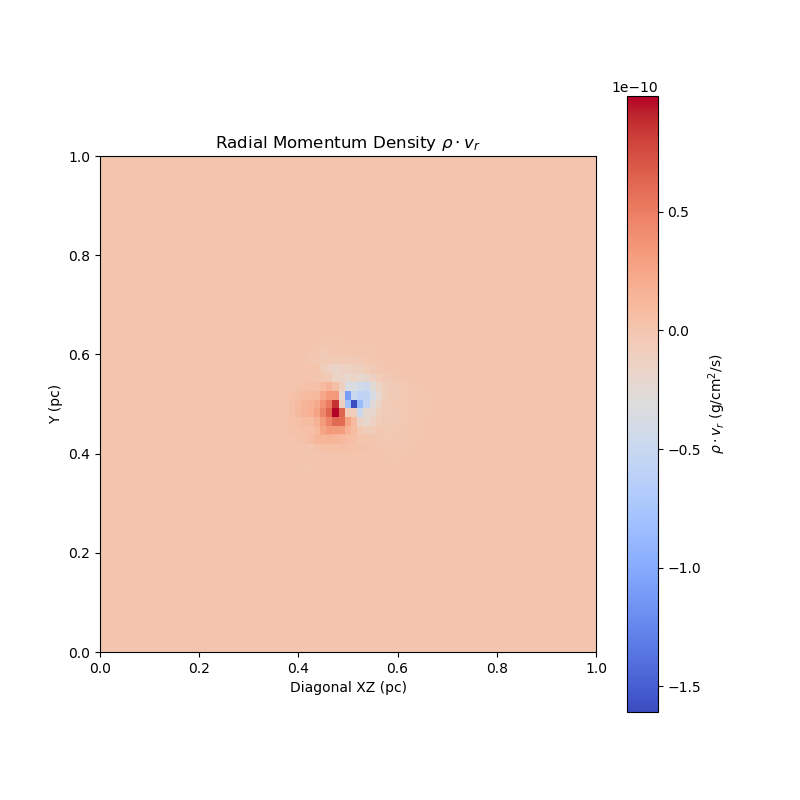 1e−10
Radial Momentum Density ρ · v_r
1.0
0.8
0.6
0.4
0.2
0.0
Y (pc)
0.0 0.2 0.4 0.6 0.8 1.0
Diagonal XZ (pc)
0.5
0.0
−0.5
−1.0
−1.5
ρ · v_r (g/cm²/s)